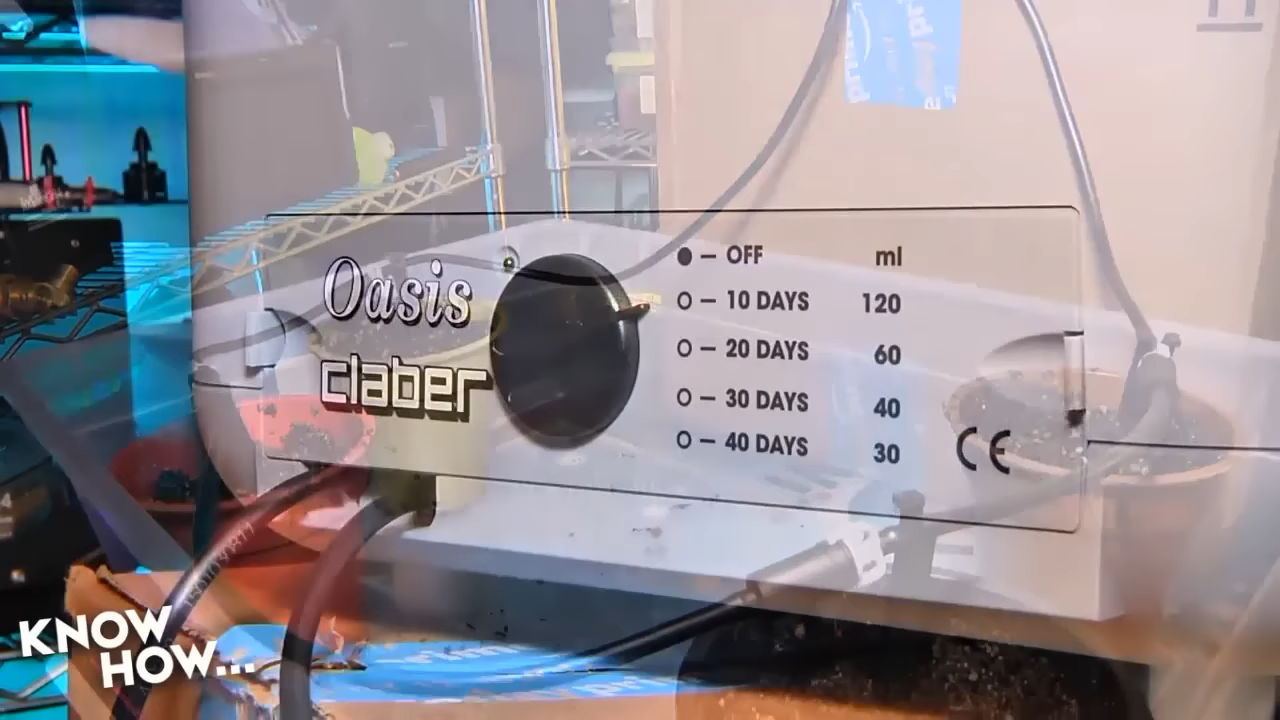 Oasis
claber
OFF ml
10 DAYS 120
20 DAYS 60
30 DAYS 40
40 DAYS 30
CE
KNOW
HOW...